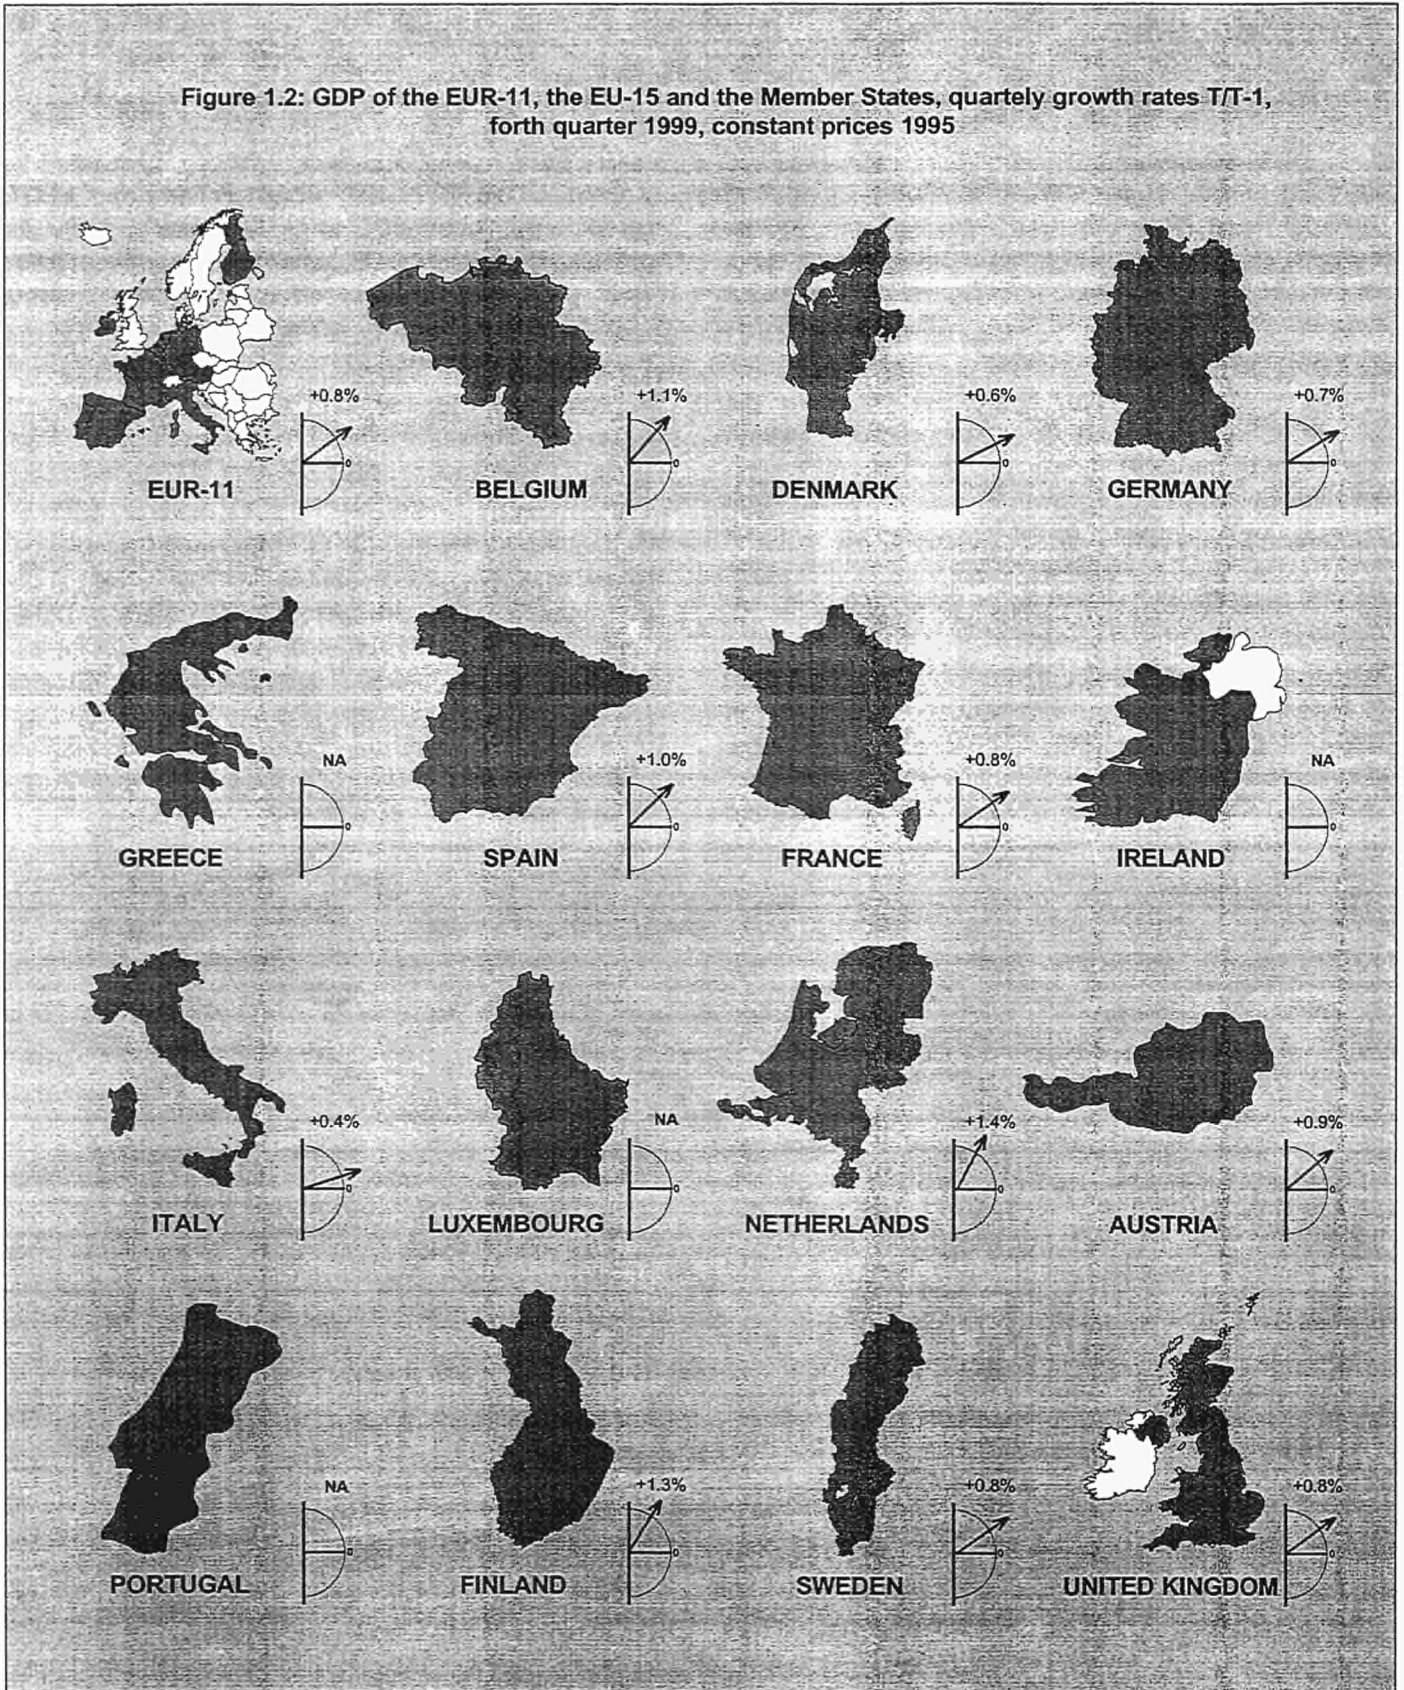 Figure 1.2: GDP of the EUR-11, the EU-15 and the Member States, quartely growth rates T/T-1,
forth quarter 1999, constant prices 1995
+0.8%
0
EUR-11
+1.1%
0
BELGIUM
+0.6%
0
DENMARK
+0.7%
0
GERMANY
NA
0
GREECE
+1.0%
0
SPAIN
+0.8%
0
FRANCE
NA
0
IRELAND
+0.4%
0
ITALY
NA
0
LUXEMBOURG
+1.4%
0
NETHERLANDS
+0.9%
0
AUSTRIA
NA
0
PORTUGAL
+1.3%
0
FINLAND
+0.8%
0
SWEDEN
+0.8%
0
UNITED KINGDOM